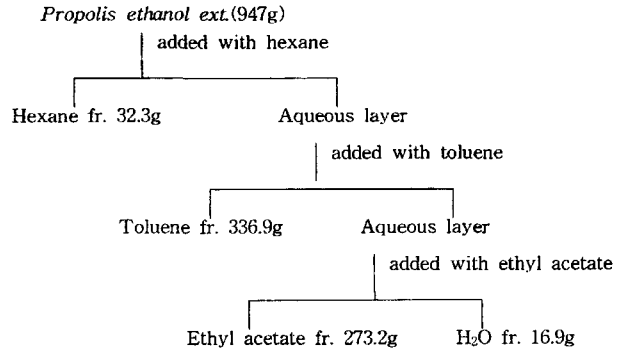 Propolis ethanol ext.(947g)
added with hexane
Hexane fr. 32.3g
Aqueous layer
added with toluene
Toluene fr. 336.9g
Aqueous layer
added with ethyl acetate
Ethyl acetate fr. 273.2g
H₂O fr. 16.9g